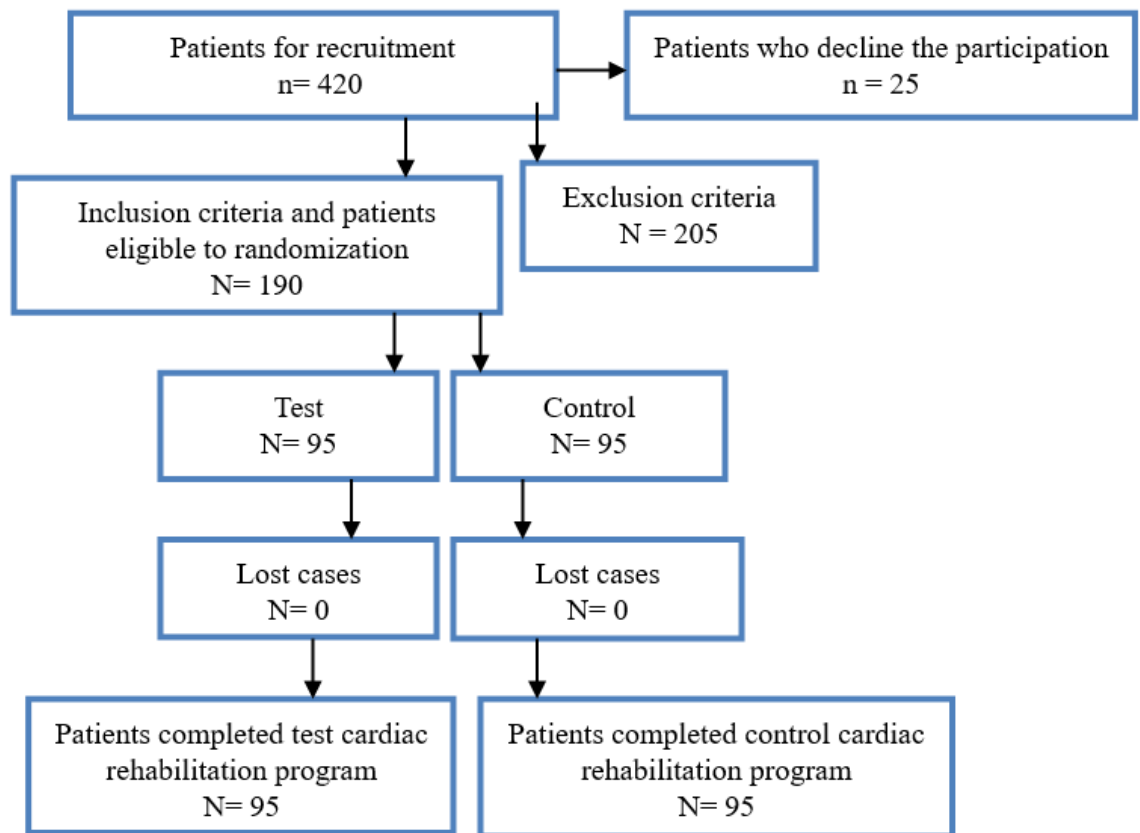 Patients for recruitment
n= 420
Patients who decline the participation
n = 25
Inclusion criteria and patients
eligible to randomization
N= 190
Exclusion criteria
N = 205
Test
N= 95
Control
N= 95
Lost cases
N= 0
Lost cases
N= 0
Patients completed test cardiac
rehabilitation program
N= 95
Patients completed control cardiac
rehabilitation program
N= 95